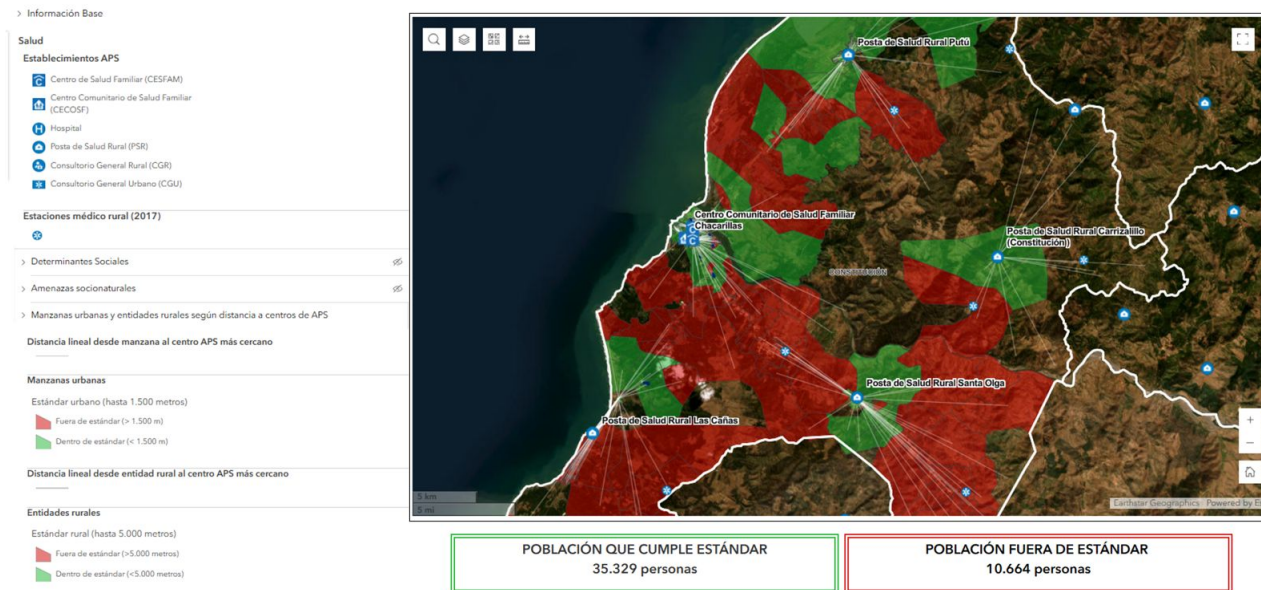 Información Base
Salud
Establecimientos APS
Centro de Salud Familiar (CESFAM)
Centro Comunitario de Salud Familiar
(CECOSF)
Hospital
Posta de Salud Rural (PSR)
Consultorio General Rural (CGR)
Consultorio General Urbano (CGU)
Estaciones médico rural (2017)
Determinantes Sociales
Amenazas socionaturales
Manzanas urbanas y entidades rurales según distancia a centros de APS
Distancia lineal desde manzana al centro APS más cercano
Manzanas urbanas
Estándar urbano (hasta 1.500 metros)
Fuera de estándar (> 1.500 m)
Dentro de estándar (< 1.500 m)
Distancia lineal desde entidad rural al centro APS más cercano
Entidades rurales
Estándar rural (hasta 5.000 metros)
Fuera de estándar (>5.000 metros)
Dentro de estándar (<5.000 metros)
Posta de Salud Rural Putú
Centro Comunitario de Salud Familiar
Chacarillas
Posta de Salud Rural Carrizalillo
(Constitución)
CONSTITUCIÓN
Posta de Salud Rural Santa Olga
Posta de Salud Rural Las Cañas
5 km
5 mi
Earthstar Geographics
Powered by Es
POBLACIÓN QUE CUMPLE ESTÁNDAR
35.329 personas
POBLACIÓN FUERA DE ESTÁNDAR
10.664 personas